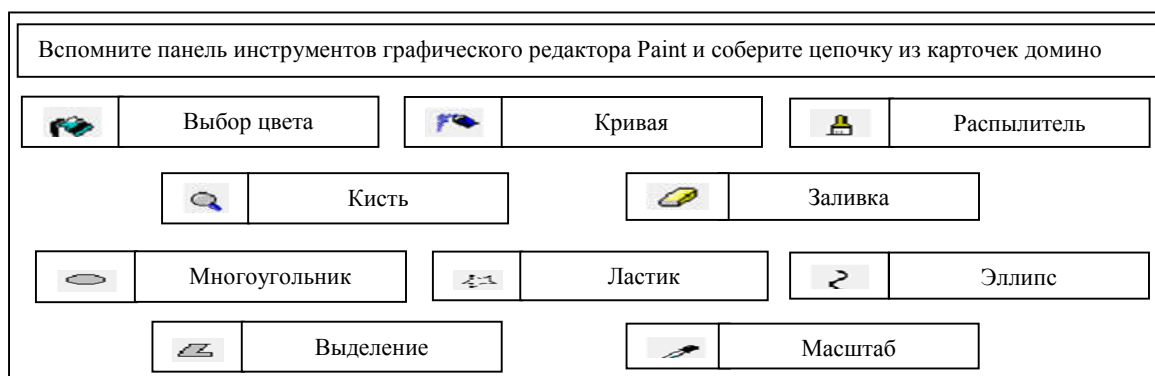 Вспомните панель инструментов графического редактора Paint и соберите цепочку из карточек домино
Выбор цвета
Кривая
Распылитель
Кисть
Заливка
Многоугольник
Ластик
Эллипс
Выделение
Масштаб